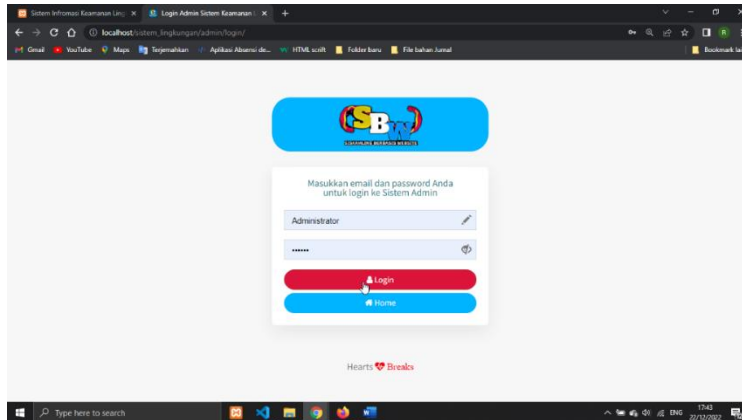 Sistem Infromasi Keamanan Ling
Login Admin Sistem Keamanan
localhost/sistem_lingkungan/admin/login/
Gmail YouTube Maps Terjemahkan Aplikasi Absensi de... HTML scrift Folder baru File bahan Jurnal Bookmark lai
SBW
Masukkan email dan password Anda
untuk login ke Sistem Admin
Administrator
••••••
Login
Home
Hearts Breaks
Type here to search
ENG
17:43
22/12/2022